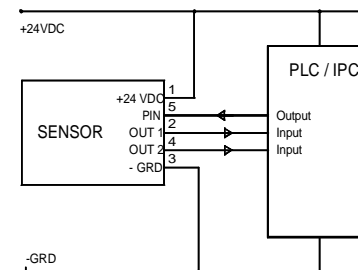 +24VDC
PLC / IPC
+24 VDC 1
PIN 5
OUT 1 2
OUT 2 4
- GRD 3
SENSOR
Output
Input
Input
-GRD